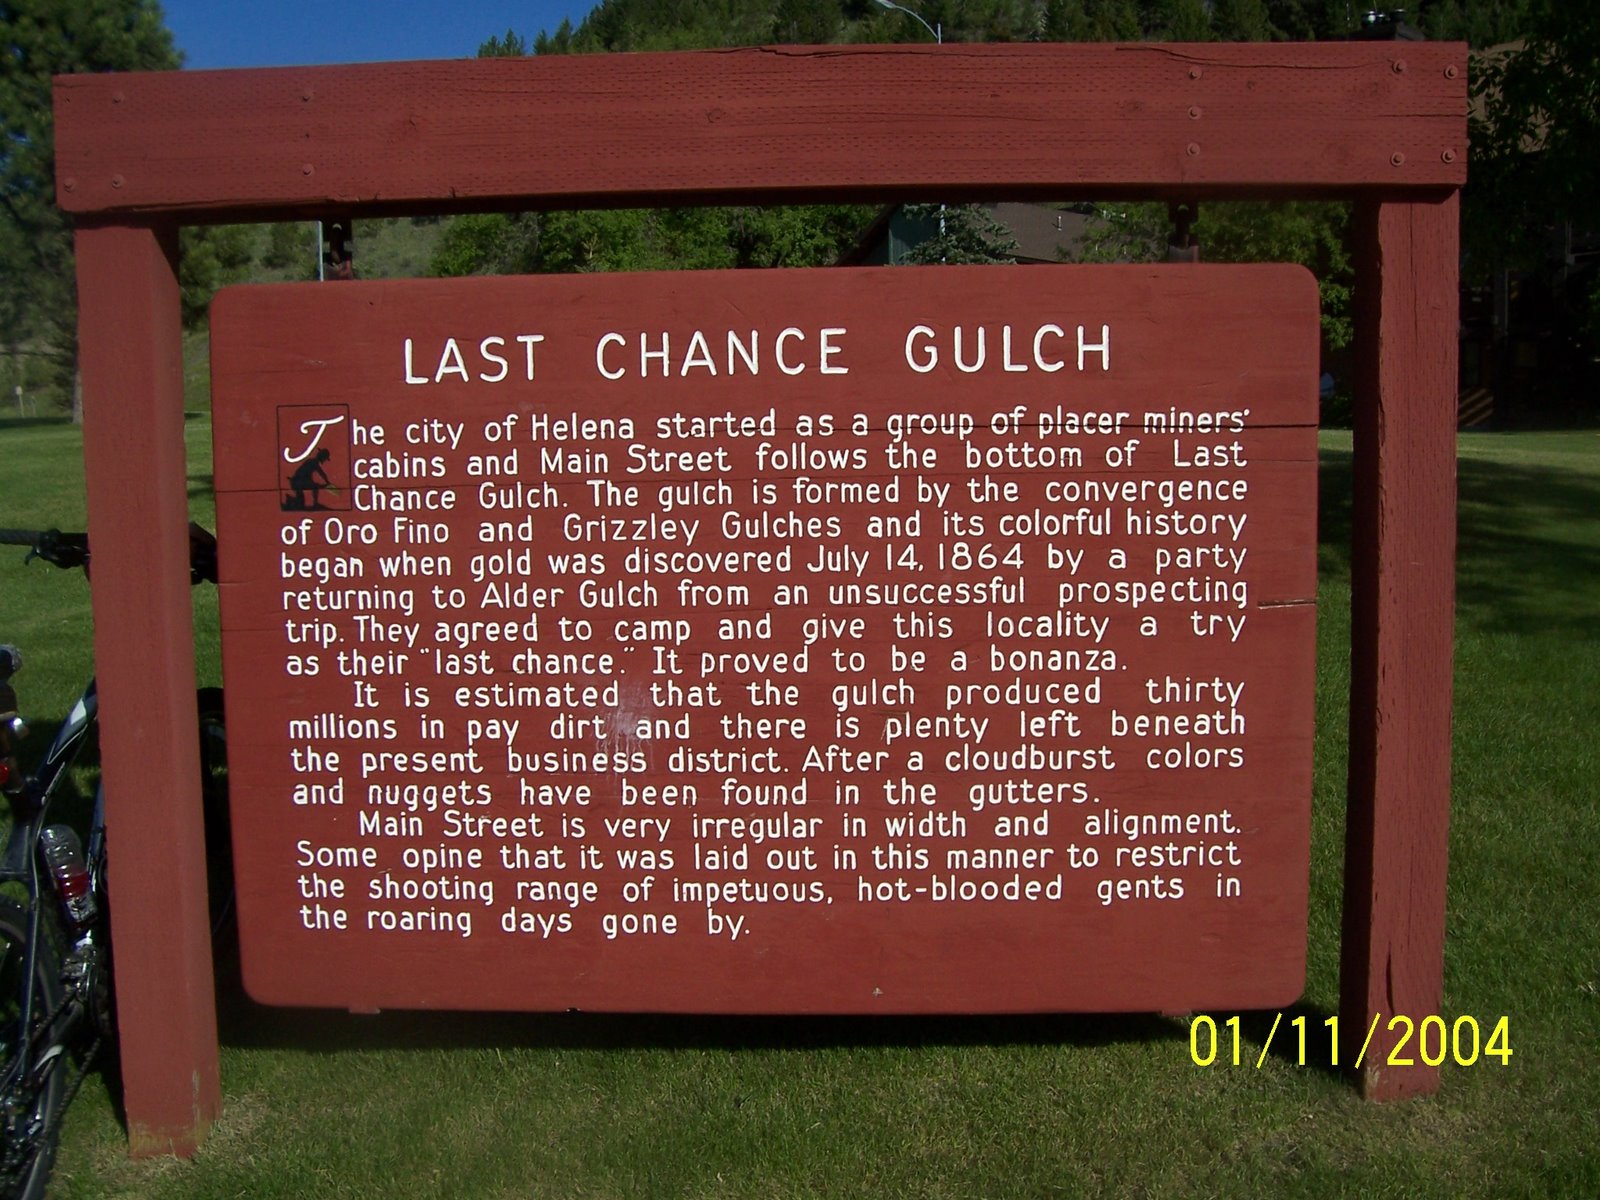 LAST CHANCE GULCH
The city of Helena started as a group of placer miners'
cabins and Main Street follows the bottom of Last
Chance Gulch. The gulch is formed by the convergence
of Oro Fino and Grizzley Gulches and its colorful history
began when gold was discovered July 14, 1864 by a party
returning to Alder Gulch from an unsuccessful prospecting
trip. They agreed to camp and give this locality a try
as their "last chance." It proved to be a bonanza.
It is estimated that the gulch produced thirty
millions in pay dirt and there is plenty left beneath
the present business district. After a cloudburst colors
and nuggets have been found in the gutters.
Main Street is very irregular in width and alignment.
Some opine that it was laid out in this manner to restrict
the shooting range of impetuous, hot-blooded gents in
the roaring days gone by.
01/11/2004